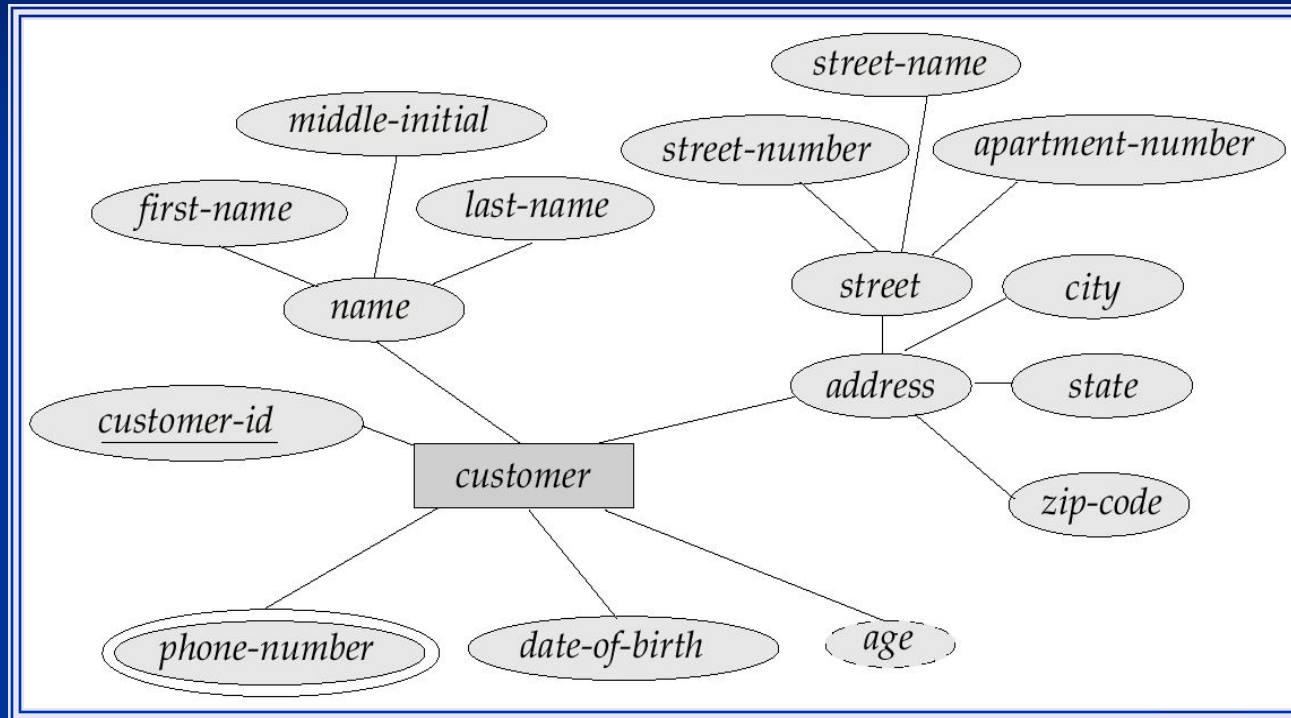 street-name
middle-initial
street-number
apartment-number
first-name
last-name
name
street
city
address
state
customer-id
customer
zip-code
phone-number
date-of-birth
age